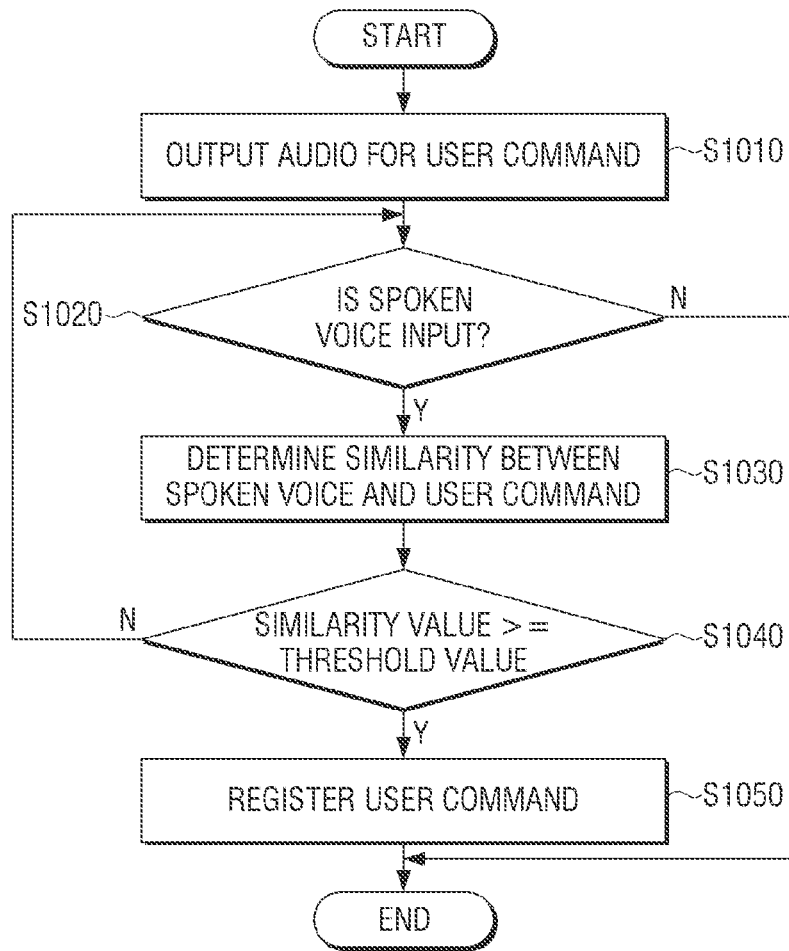 START
OUTPUT AUDIO FOR USER COMMAND
S1010
S1020
IS SPOKEN
VOICE INPUT?
N
Y
DETERMINE SIMILARITY BETWEEN
SPOKEN VOICE AND USER COMMAND
S1030
N
SIMILARITY VALUE > =
THRESHOLD VALUE
S1040
Y
REGISTER USER COMMAND
S1050
END